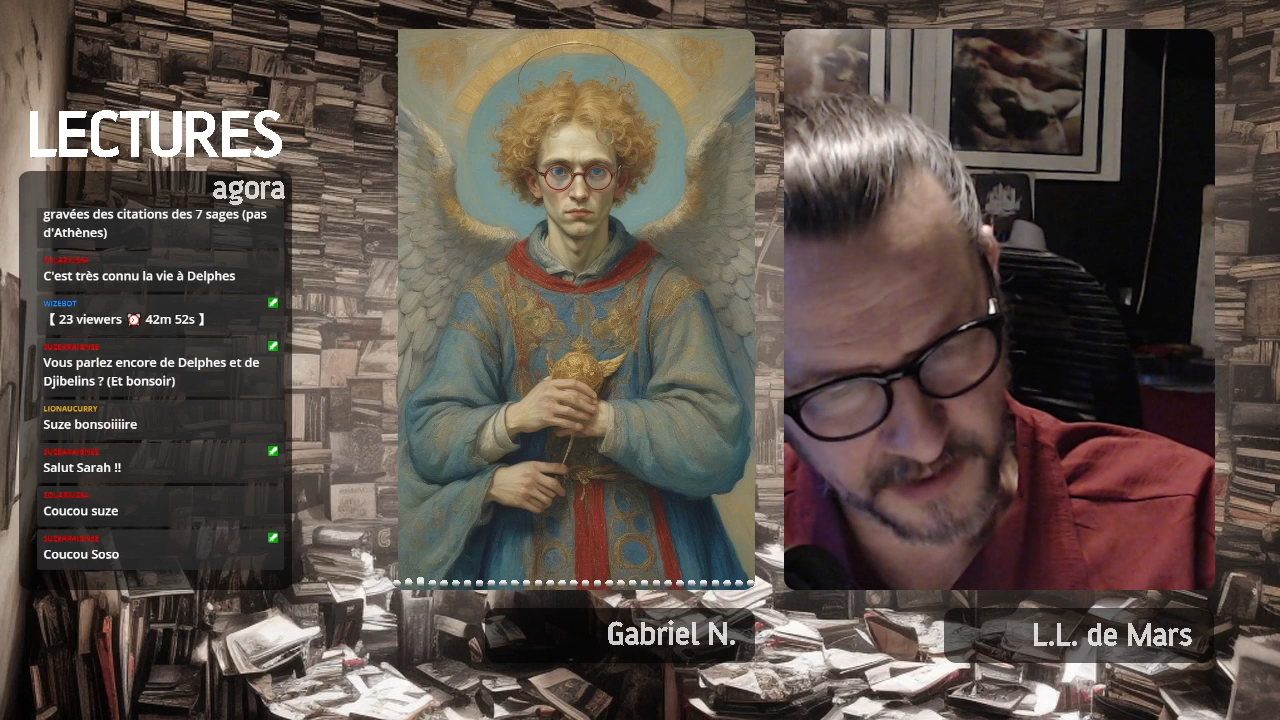 LECTURES
agora
gravées des citations des 7 sages (pas
d'Athènes)
C'est très connu la vie à Delphes
WIZEBOT
【 23 viewers ⏰ 42m 52s 】
Vous parlez encore de Delphes et de
Djibelins ? (Et bonsoir)
LIONAUCURRY
Suze bonsoiiiire
Salut Sarah !!
Coucou suze
Coucou Soso
Gabriel N.
L.L. de Mars